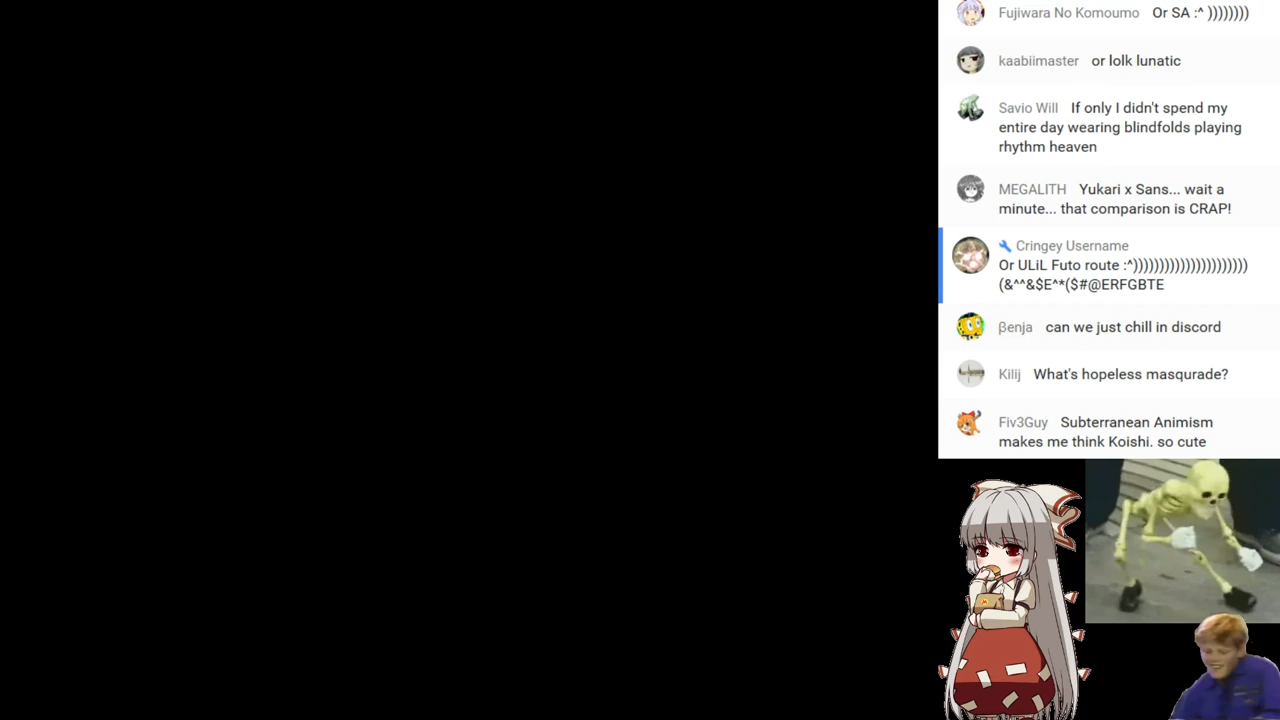 Fujiwara No Komoumo Or SA :^ ))))))))
kaabiimaster or lolk lunatic
Savio Will If only I didn't spend my
entire day wearing blindfolds playing
rhythm heaven
MEGALITH Yukari x Sans... wait a
minute... that comparison is CRAP!
Cringey Username
Or ULiL Futo route :^))))))))))))))))))))))
(&^^&$E^*($#@ERFGBTE
βenja can we just chill in discord
Kilij What's hopeless masqurade?
Fiv3Guy Subterranean Animism
makes me think Koishi. so cute